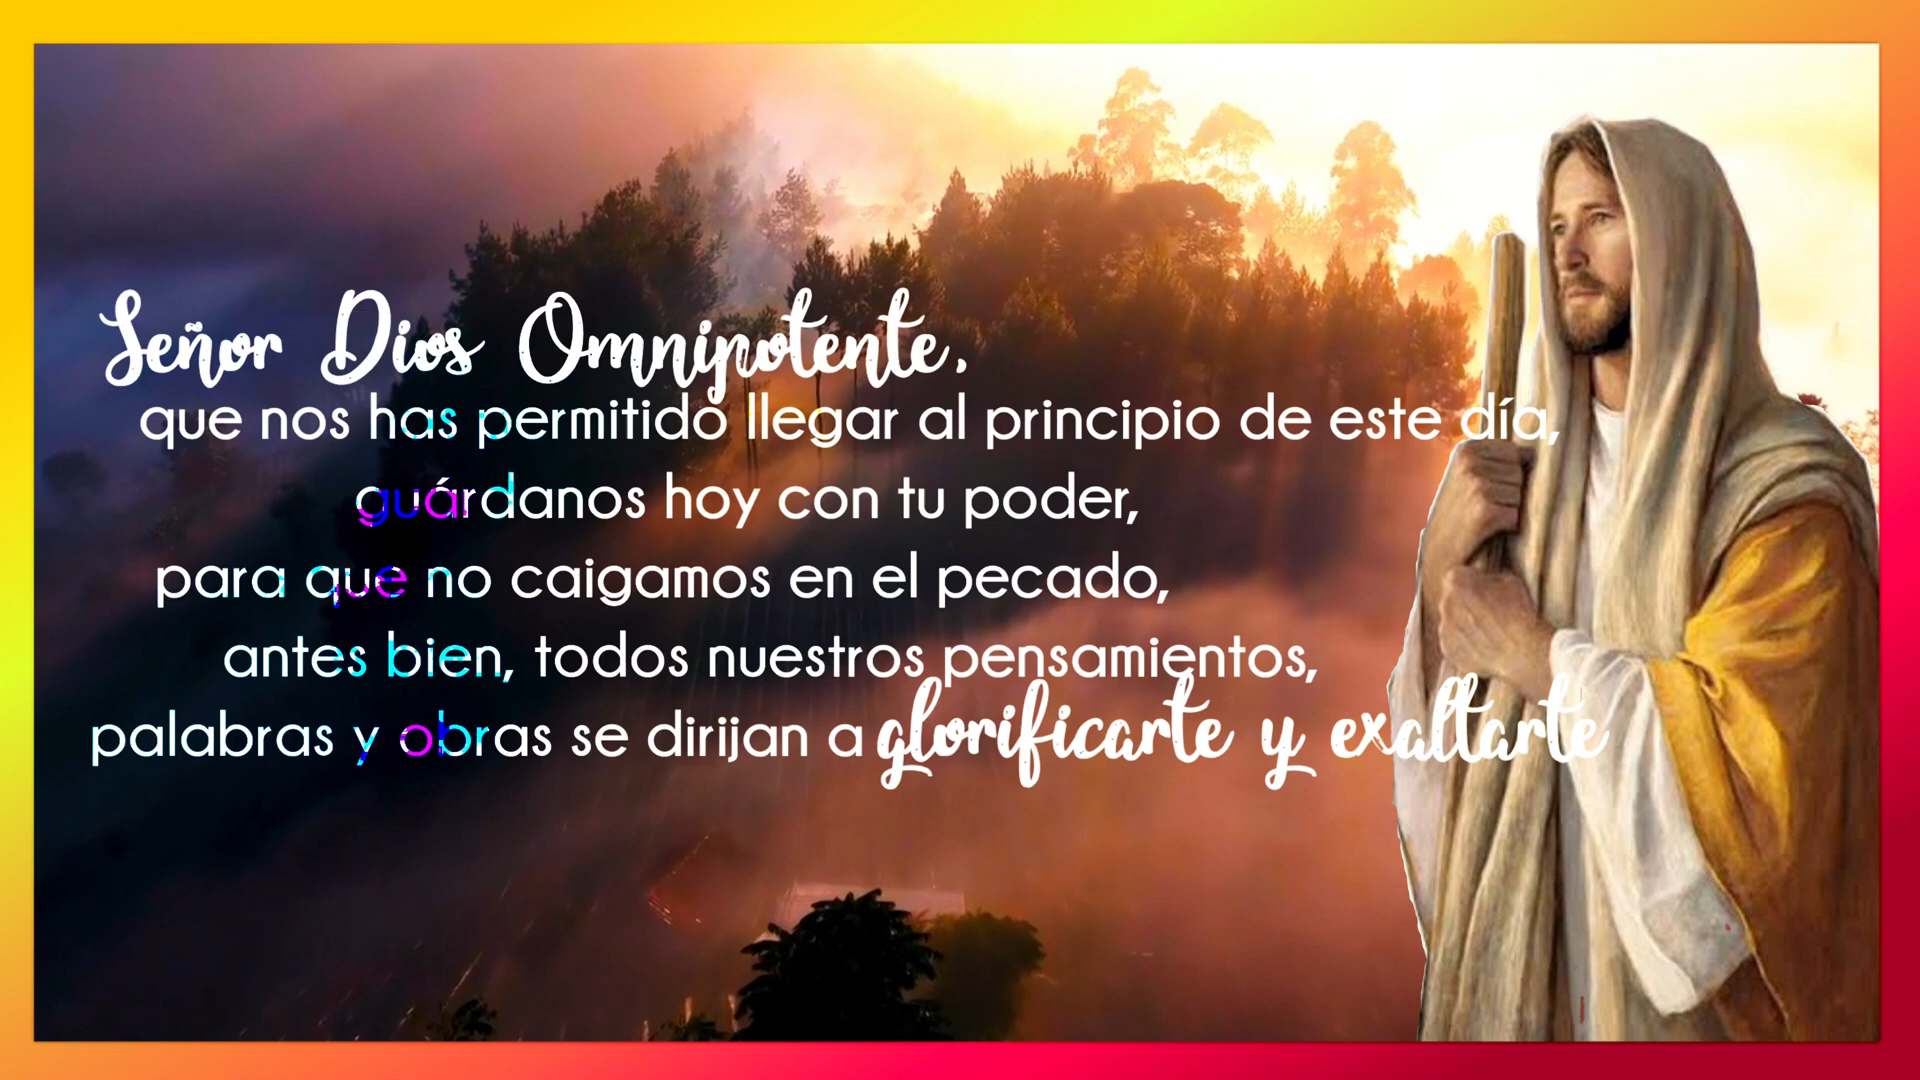 Señor Dios Omnipotente,
que nos has permitido llegar al principio de este día,
guárdanos hoy con tu poder,
para que no caigamos en el pecado,
antes bien, todos nuestros pensamientos,
palabras y obras se dirijan a glorificarte y exaltarte